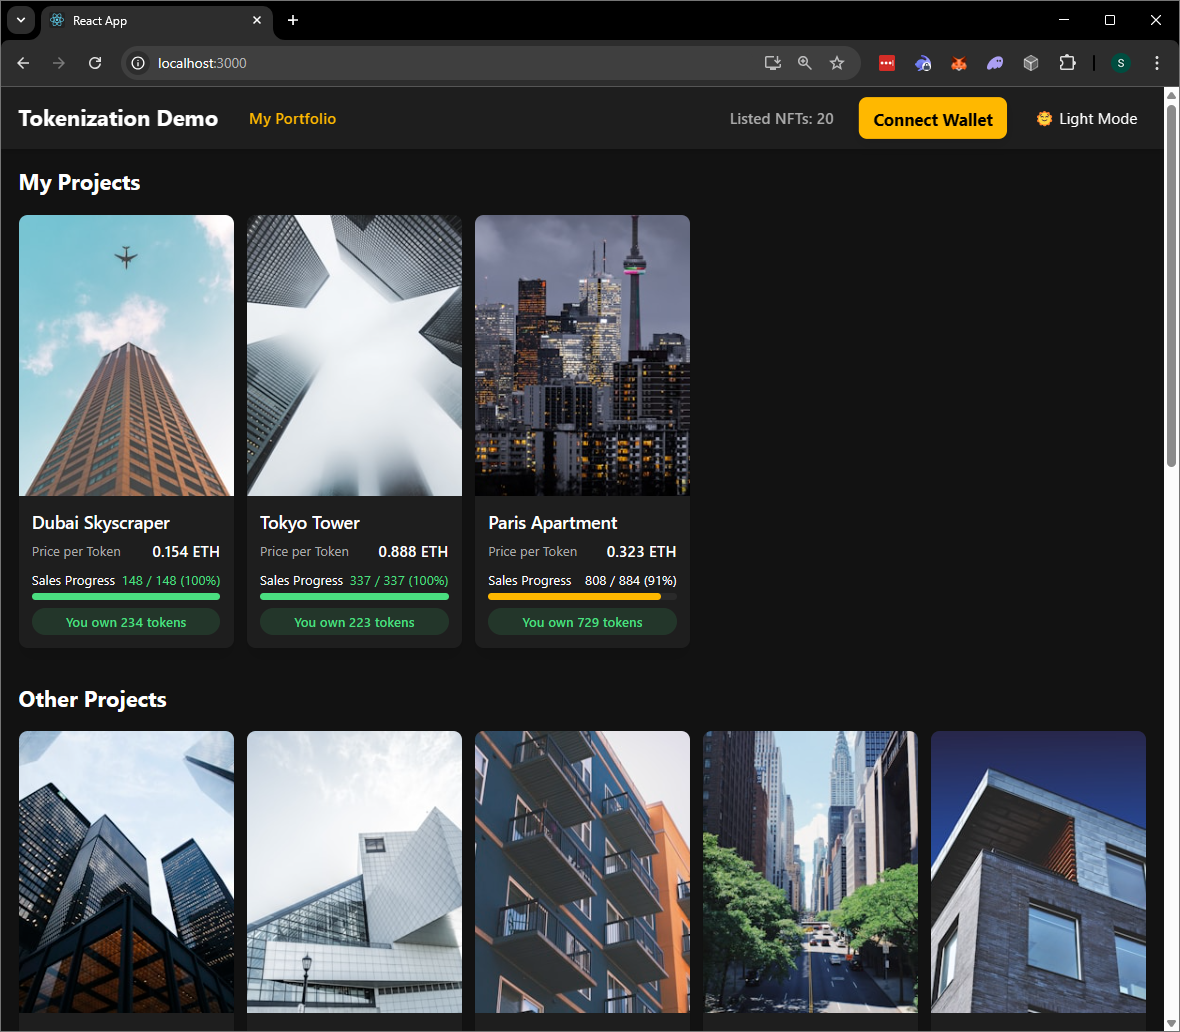 React App
localhost:3000
S
Tokenization Demo
My Portfolio
Listed NFTs: 20
Connect Wallet
🌞 Light Mode
My Projects
Dubai Skyscraper
Price per Token 0.154 ETH
Sales Progress 148 / 148 (100%)
You own 234 tokens
Tokyo Tower
Price per Token 0.888 ETH
Sales Progress 337 / 337 (100%)
You own 223 tokens
Paris Apartment
Price per Token 0.323 ETH
Sales Progress 808 / 884 (91%)
You own 729 tokens
Other Projects